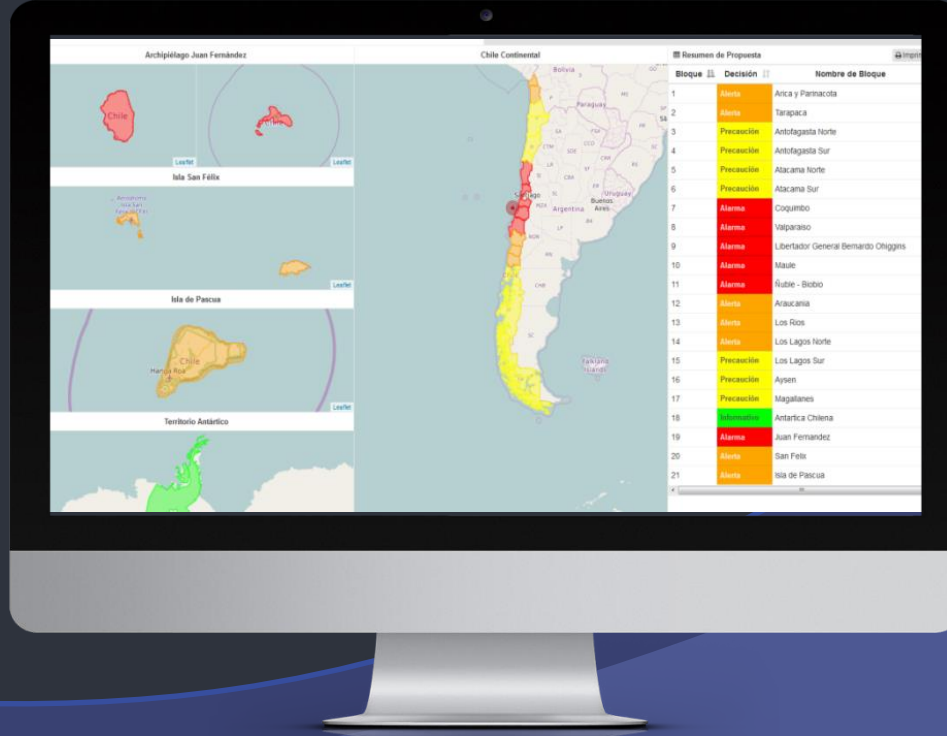 Archipiélago Juan Fernández
Chile
Leaflet
Leaflet
Isla San Félix
Leaflet
Isla de Pascua
Chile
Hanga Roa
Leaflet
Territorio Antártico
Chile Continental
Bolivia
Paraguay
Santiago
Uruguay
Buenos Aires
Argentina
Falkland Islands
Resumen de Propuesta
Imprim
Bloque Decisión Nombre de Bloque
1 Alerta Arica y Parinacota
2 Alerta Tarapaca
3 Precaución Antofagasta Norte
4 Precaución Antofagasta Sur
5 Precaución Atacama Norte
6 Precaución Atacama Sur
7 Alarma Coquimbo
8 Alarma Valparaiso
9 Alarma Libertador General Bernardo Ohiggins
10 Alarma Maule
11 Alarma Ñuble - Biobio
12 Alerta Araucania
13 Alerta Los Rios
14 Alerta Los Lagos Norte
15 Precaución Los Lagos Sur
16 Precaución Aysen
17 Precaución Magallanes
18 Informativo Antartica Chilena
19 Alarma Juan Fernandez
20 Alerta San Felix
21 Alerta Isla de Pascua